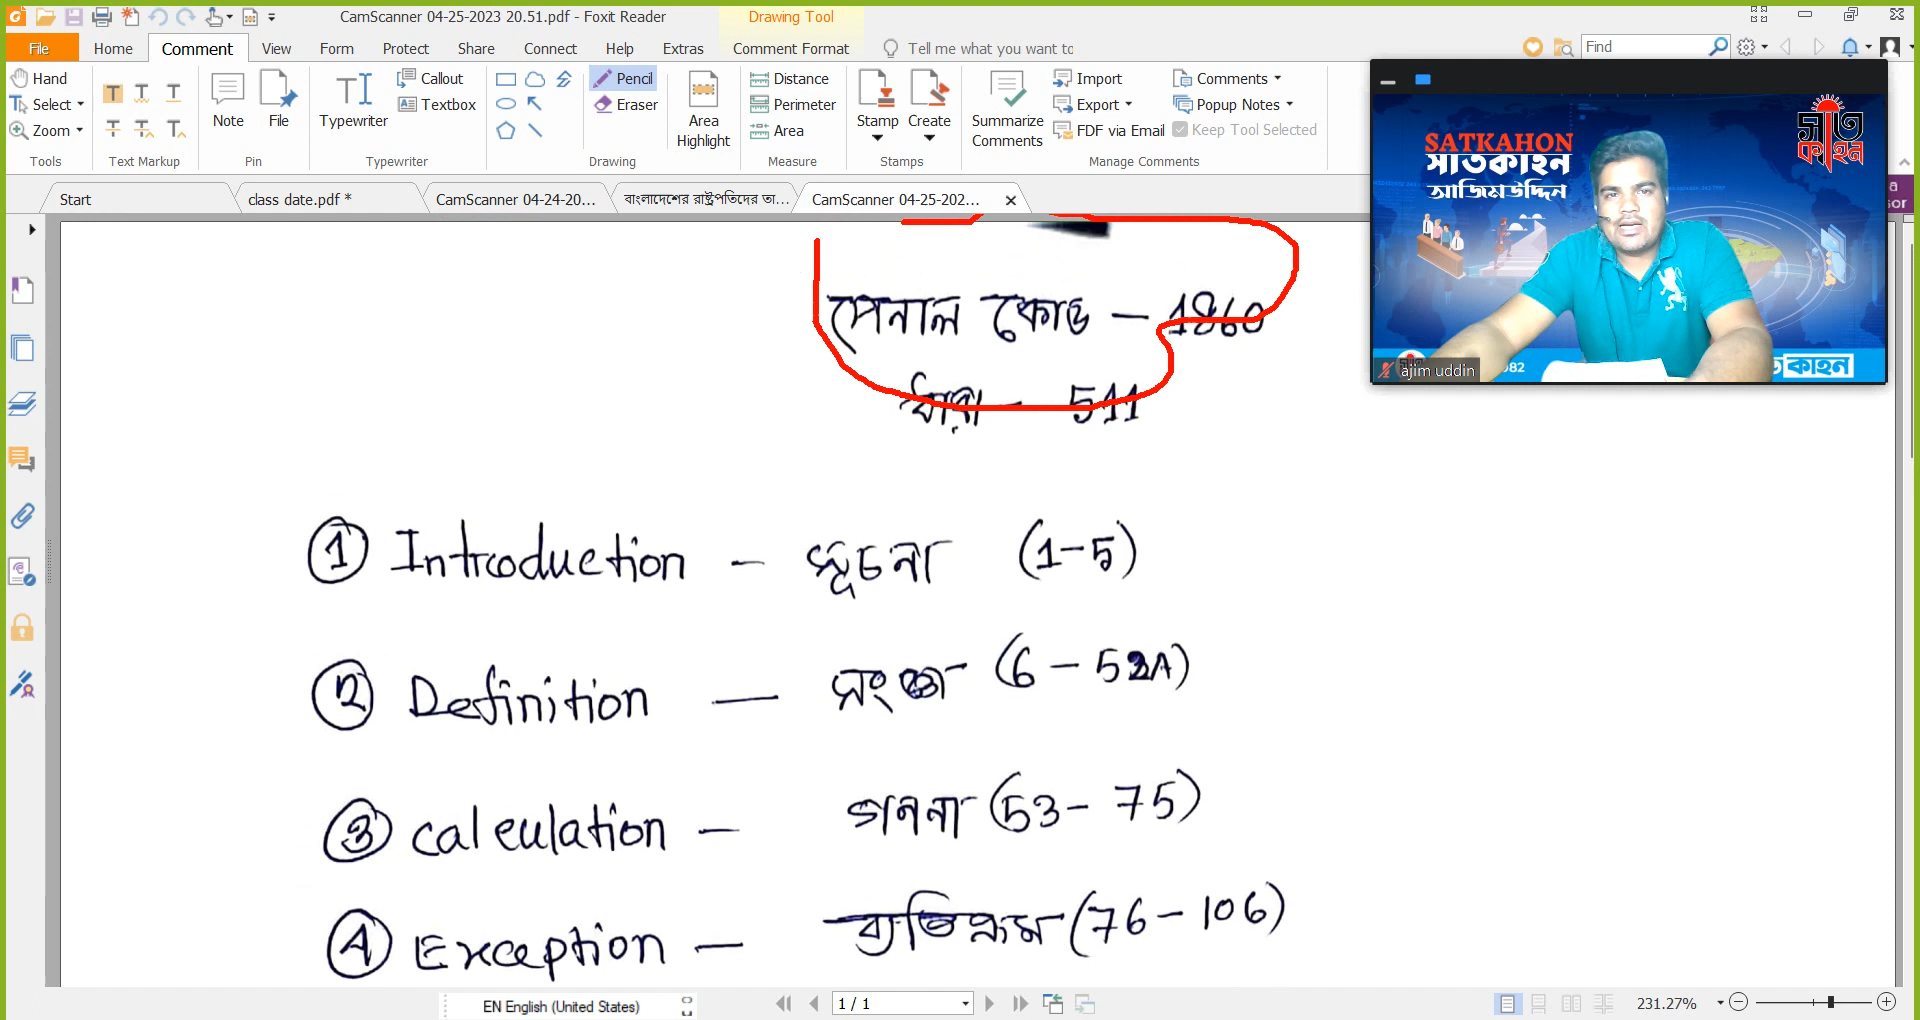 CamScanner 04-25-2023 20.51.pdf - Foxit Reader
Drawing Tool
File Home Comment View Form Protect Share Connect Help Extras Comment Format Tell me what you want to Find
Hand
Select
Zoom
Tools
Text Markup
Note
File
Pin
Typewriter
Callout
Textbox
Typewriter
Pencil
Eraser
Area Highlight
Drawing
Distance
Perimeter
Area
Measure
Stamp
Create
Stamps
Summarize Comments
Import
Export
FDF via Email
Comments
Popup Notes
Keep Tool Selected
Manage Comments
Start
class date.pdf *
CamScanner 04-24-20...
বাংলাদেশের রাষ্ট্রপতিদের তা...
CamScanner 04-25-202...
SATKAHON
সাতকাহন
আজিম উদ্দিন
সাত
কাহন
ajim uddin
82
কাহন
পেনাল কোড - 1860
ধারা - 511
1 Introduction - সূচনা (1-5)
2 Definition - সংজ্ঞা (6-52A)
3 calculation - গননা (53-75)
4 Exception - ব্যতিক্রম (76-106)
EN English (United States)
1 / 1
231.27%